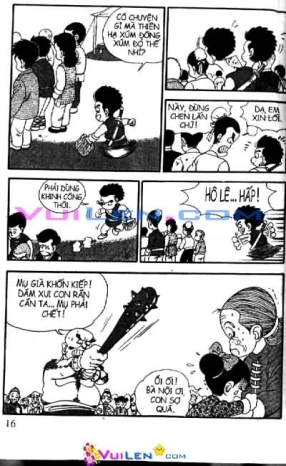 CÓ CHUYỆN
GÌ MÀ THIÊN
HẠ XÚM ĐÔNG
XÚM ĐỎ THẾ
NHỈ?
NÀY, ĐỪNG
CHEN LẤN
CHỨ!
DẠ, EM
XIN LỖI.
PHẢI DÙNG
KHINH CÔNG
THÔI.
HÔ LÊ... HẤP!
VUILEN.COM
MỤ GIÀ KHỐN KIẾP!
DÁM XUI CON RẮN
CẮN TA... MỤ PHẢI
CHẾT!
ỐI ỐI!
BÀ NỘI ƠI,
CON SỢ
QUÁ.
16
VUILEN.COM